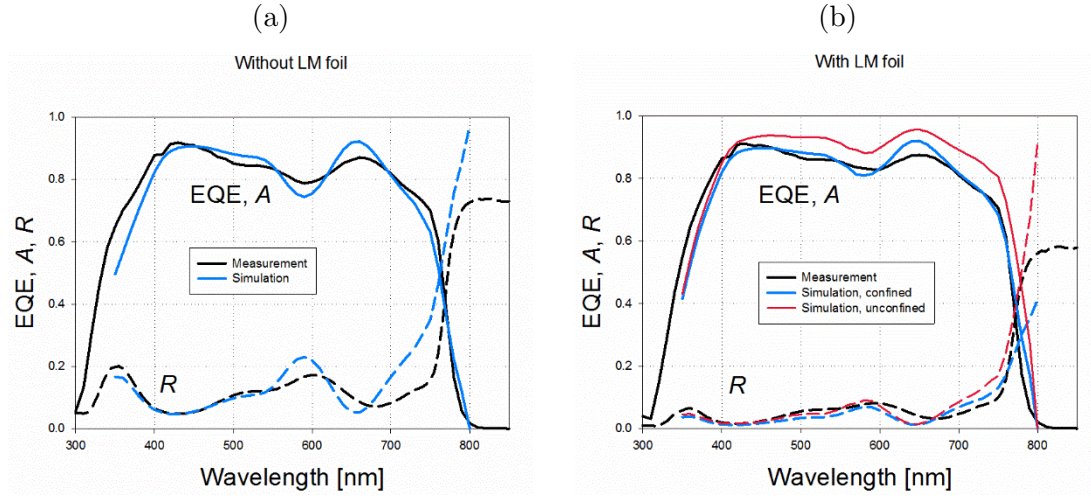 (a)
Without LM foil
EQE, A, R
1.0
0.8
0.6
0.4
0.2
0.0
EQE, A
Measurement
Simulation
R
300 400 500 600 700 800
Wavelength [nm]
(b)
With LM foil
EQE, A, R
1.0
0.8
0.6
0.4
0.2
0.0
EQE, A
Measurement
Simulation, confined
Simulation, unconfined
R
300 400 500 600 700 800
Wavelength [nm]